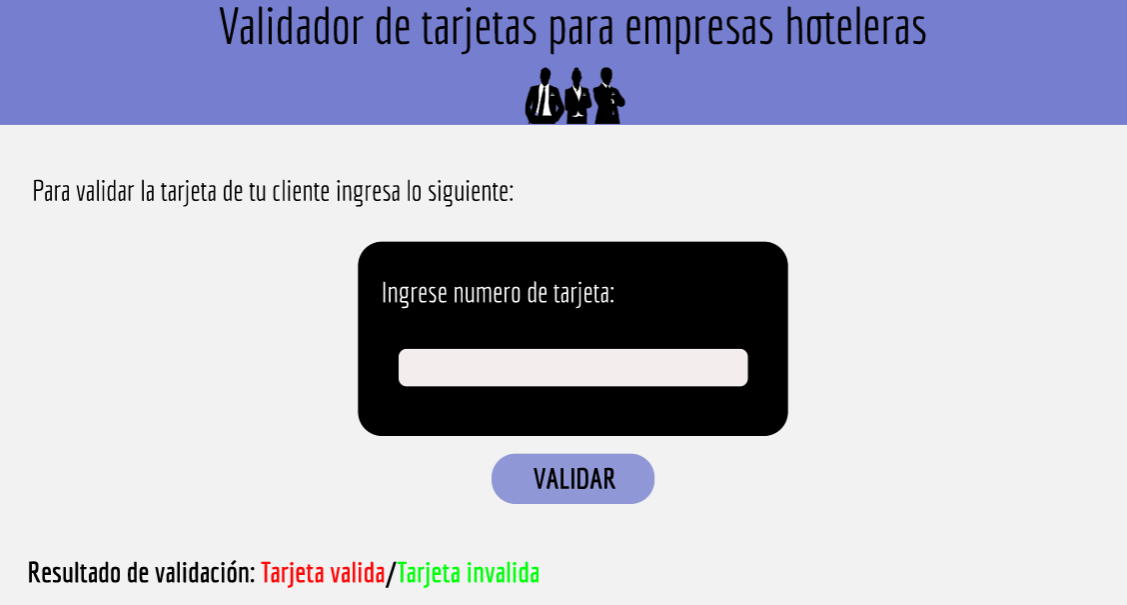 Validador de tarjetas para empresas hoteleras
Para validar la tarjeta de tu cliente ingresa lo siguiente:
Ingrese numero de tarjeta:
VALIDAR
Resultado de validación: Tarjeta valida/Tarjeta invalida